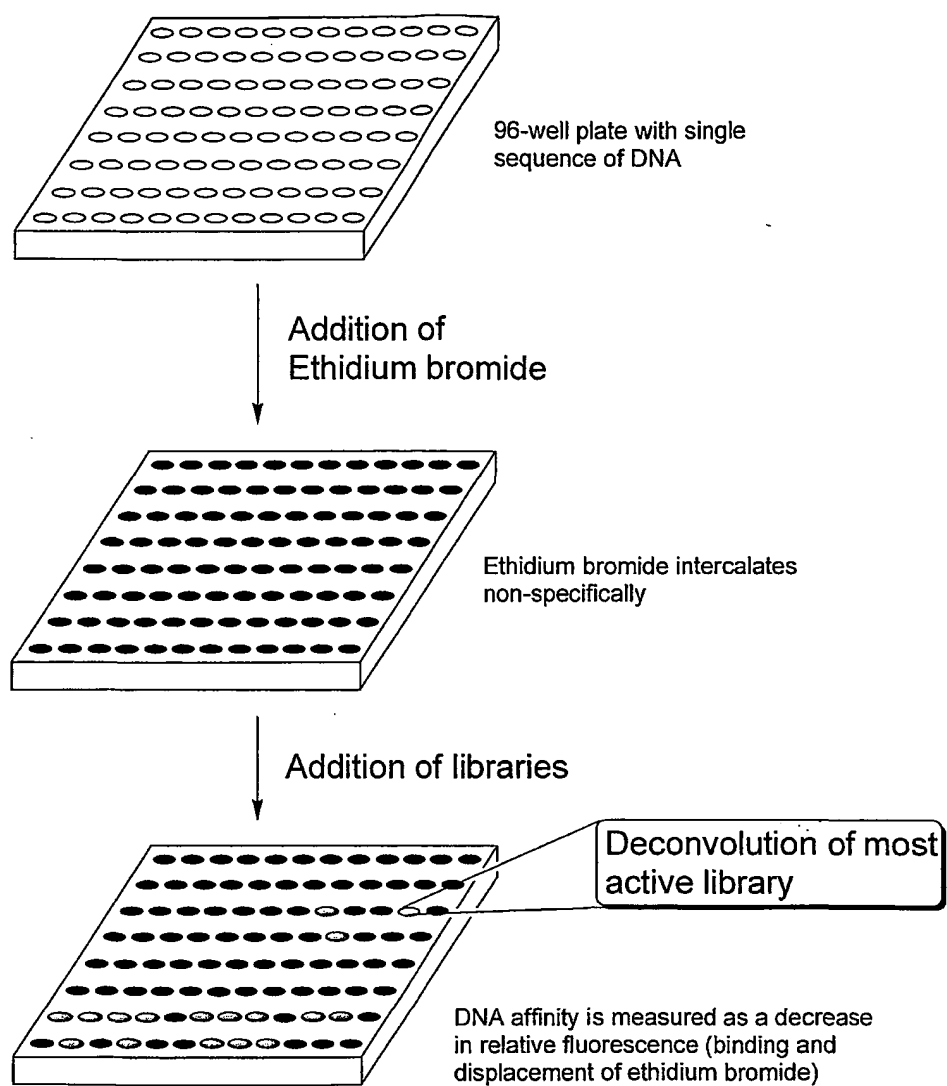 96-well plate with single
sequence of DNA
Addition of
Ethidium bromide
Ethidium bromide intercalates
non-specifically
Addition of libraries
Deconvolution of most
active library
DNA affinity is measured as a decrease
in relative fluorescence (binding and
displacement of ethidium bromide)